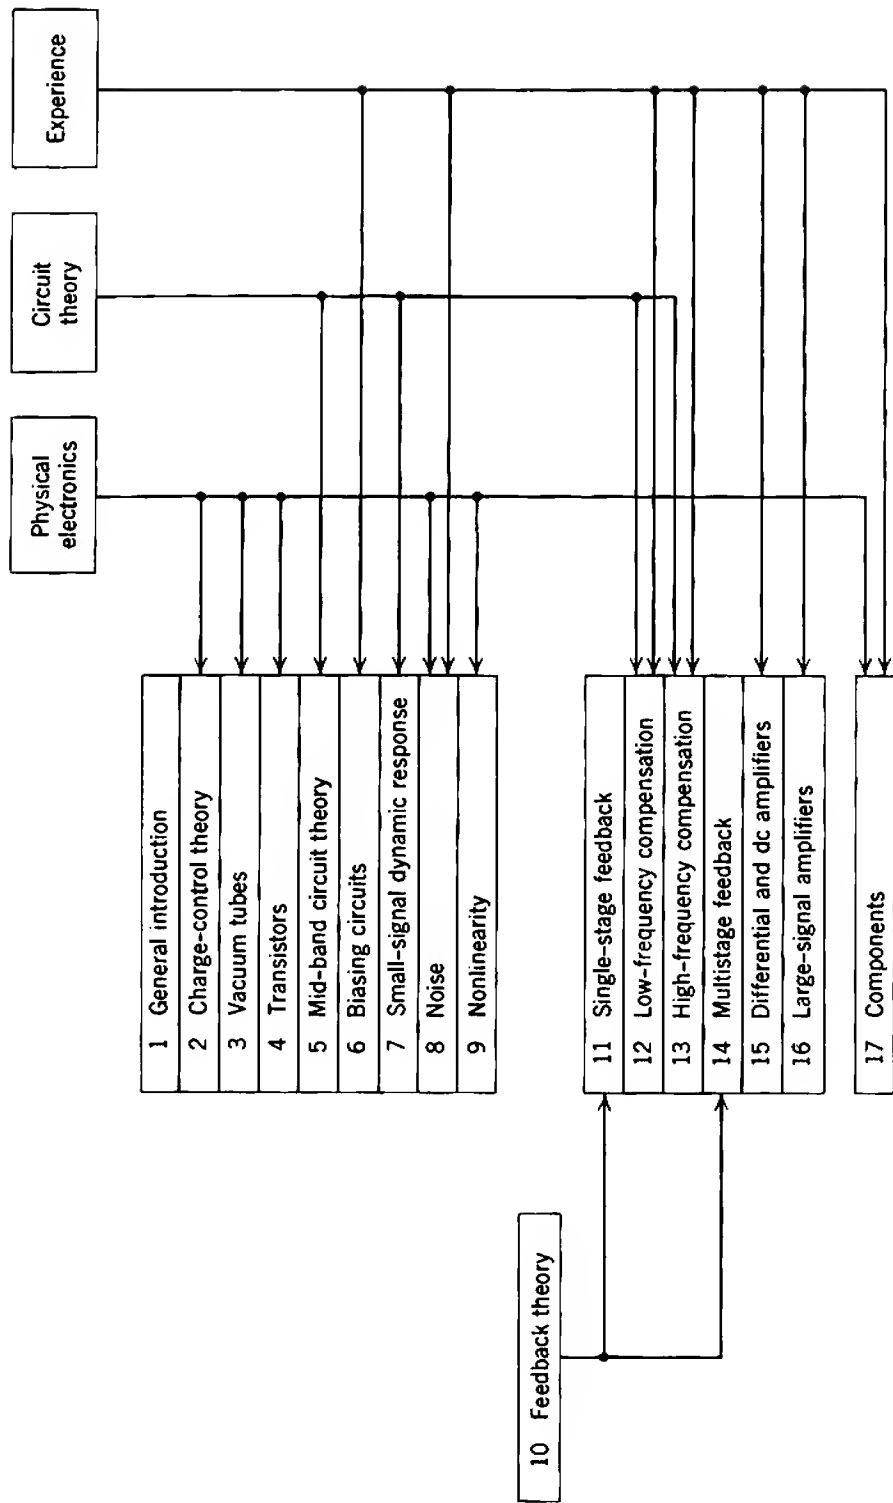 Experience
Circuit
theory
Physical
electronics
1 General introduction
2 Charge-control theory
3 Vacuum tubes
4 Transistors
5 Mid-band circuit theory
6 Biasing circuits
7 Small-signal dynamic response
8 Noise
9 Nonlinearity
10 Feedback theory
11 Single-stage feedback
12 Low-frequency compensation
13 High-frequency compensation
14 Multistage feedback
15 Differential and dc amplifiers
16 Large-signal amplifiers
17 Components